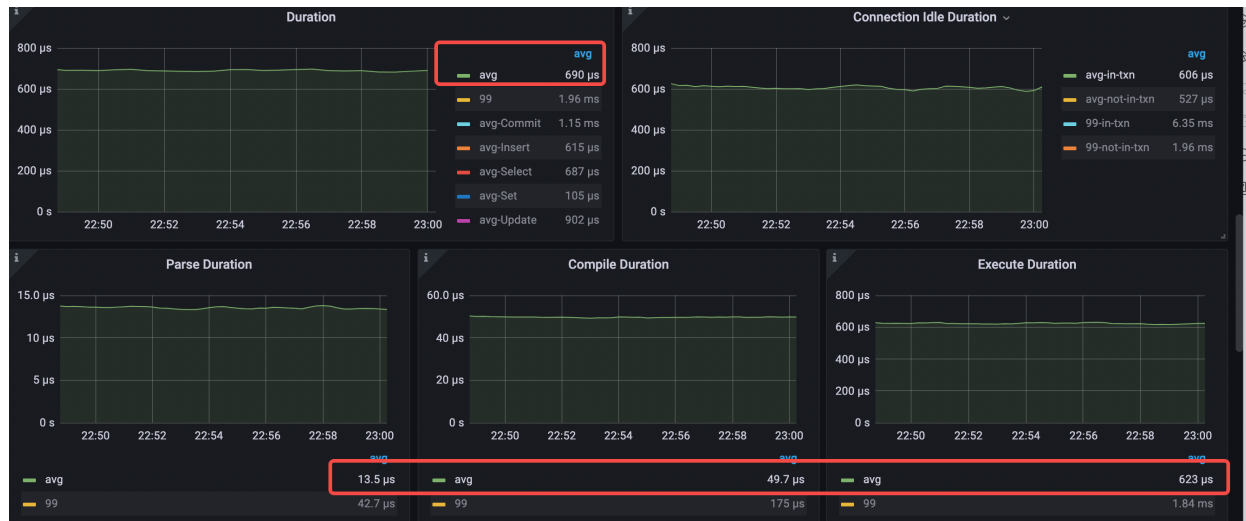 Duration
800 µs
600 µs
400 µs
200 µs
0 s
22:50 22:52 22:54 22:56 22:58 23:00
avg
avg 690 µs
99 1.96 ms
avg-Commit 1.15 ms
avg-Insert 615 µs
avg-Select 687 µs
avg-Set 105 µs
avg-Update 902 µs
Connection Idle Duration
800 µs
600 µs
400 µs
200 µs
0 s
22:50 22:52 22:54 22:56 22:58 23:00
avg
avg-in-txn 606 µs
avg-not-in-txn 527 µs
99-in-txn 6.35 ms
99-not-in-txn 1.96 ms
Parse Duration
15.0 µs
10 µs
5 µs
0 s
22:50 22:52 22:54 22:56 22:58 23:00
avg
avg 13.5 µs
99 42.7 µs
Compile Duration
60.0 µs
40 µs
20 µs
0 s
22:50 22:52 22:54 22:56 22:58 23:00
avg
avg 49.7 µs
99 175 µs
Execute Duration
800 µs
600 µs
400 µs
200 µs
0 s
22:50 22:52 22:54 22:56 22:58 23:00
avg
avg 623 µs
99 1.84 ms